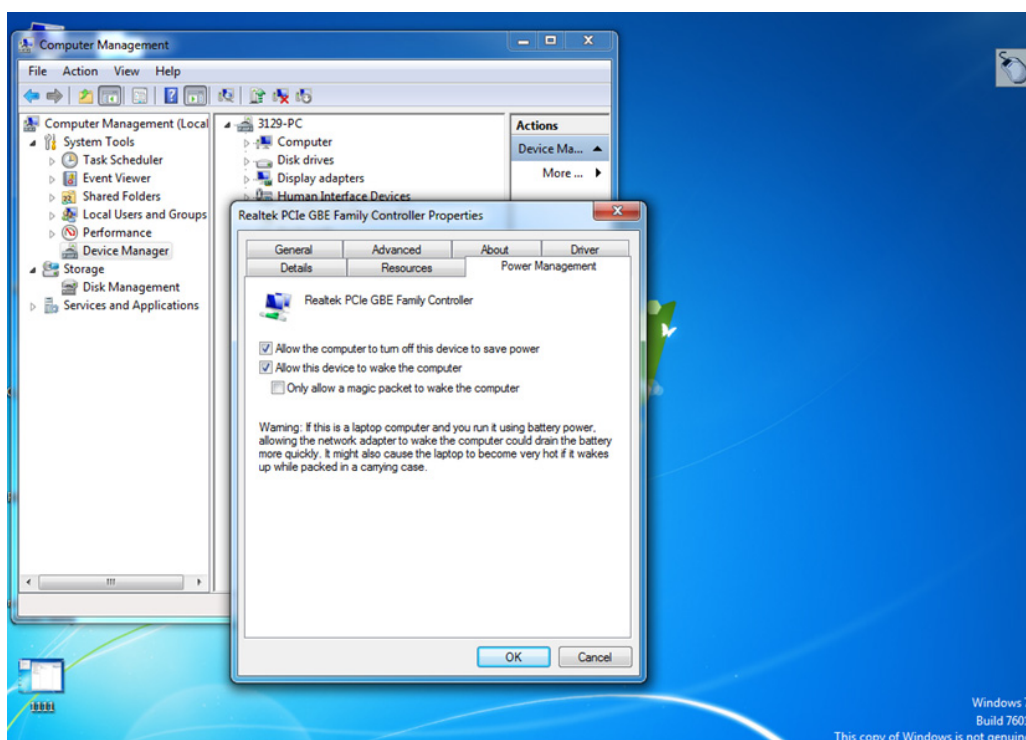 Computer Management
File Action View Help
Computer Management (Local
System Tools
Task Scheduler
Event Viewer
Shared Folders
Local Users and Groups
Performance
Device Manager
Storage
Disk Management
Services and Applications
3129-PC
Computer
Disk drives
Display adapters
Human Interface Devices
Actions
Device Ma...
More ...
Realtek PCIe GBE Family Controller Properties
General Advanced About Driver
Details Resources Power Management
Realtek PCIe GBE Family Controller
Allow the computer to turn off this device to save power
Allow this device to wake the computer
Only allow a magic packet to wake the computer
Warning: If this is a laptop computer and you run it using battery power,
allowing the network adapter to wake the computer could drain the battery
more quickly. It might also cause the laptop to become very hot if it wakes
up while packed in a carrying case.
OK Cancel
Windows 7
Build 760
This copy of Windows is not genuine